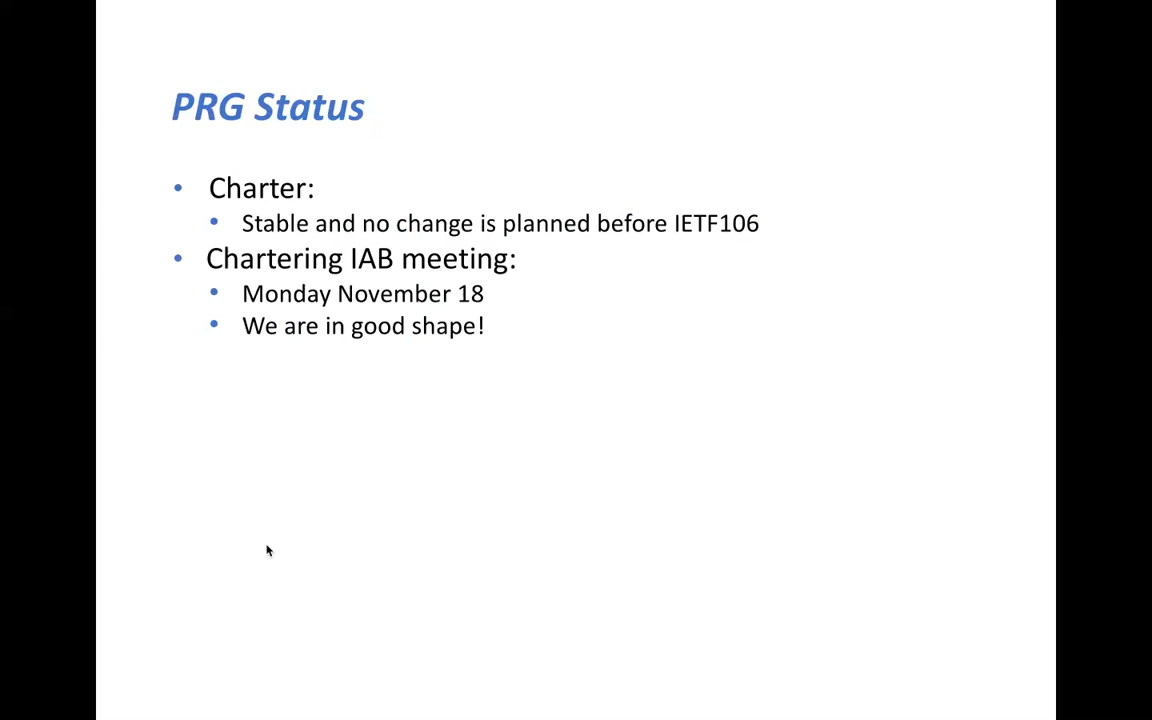 PRG Status
• Charter:
• Stable and no change is planned before IETF106
• Chartering IAB meeting:
• Monday November 18
• We are in good shape!